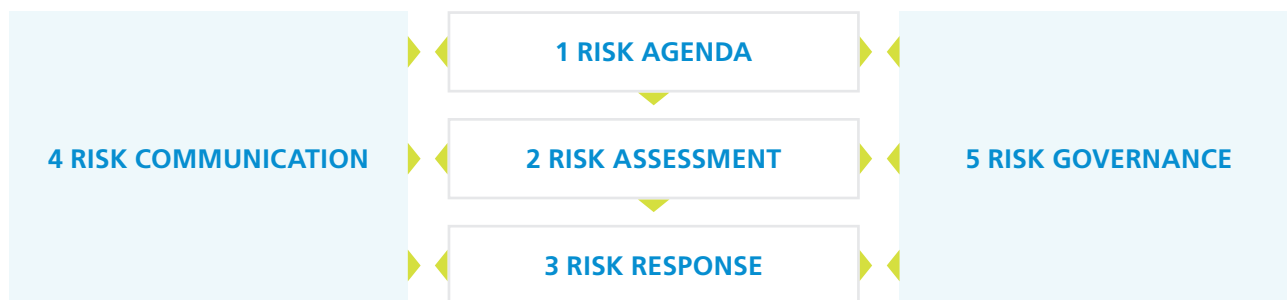 1 RISK AGENDA
4 RISK COMMUNICATION
2 RISK ASSESSMENT
5 RISK GOVERNANCE
3 RISK RESPONSE